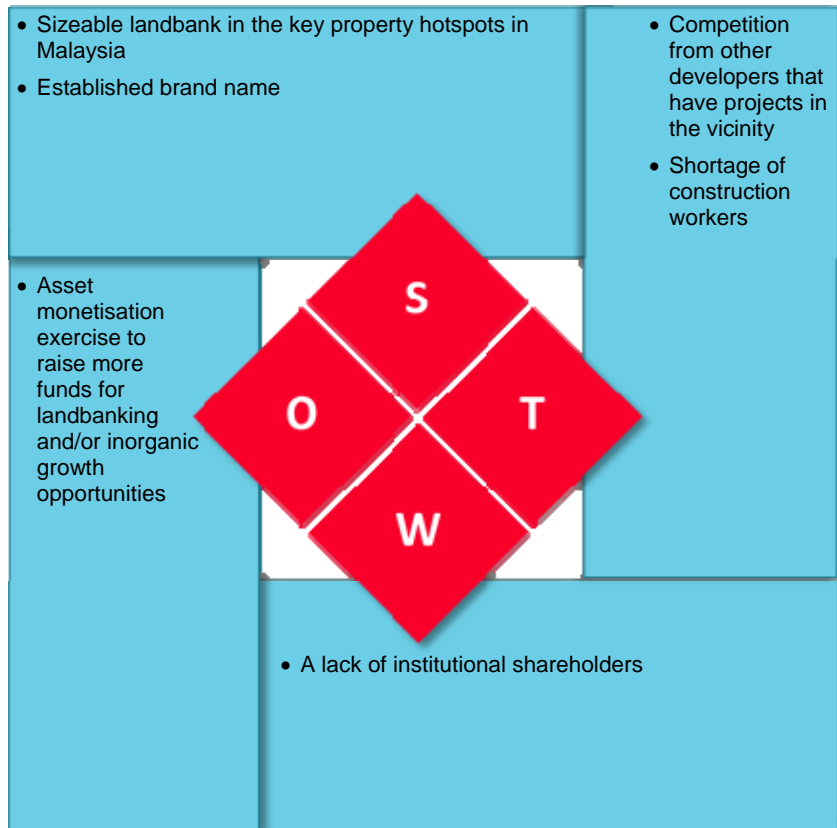 • Sizeable landbank in the key property hotspots in
Malaysia
• Established brand name
• Competition
from other
developers that
have projects in
the vicinity
• Shortage of
construction
workers
• Asset
monetisation
exercise to
raise more
funds for
landbanking
and/or inorganic
growth
opportunities
S
O
T
W
• A lack of institutional shareholders